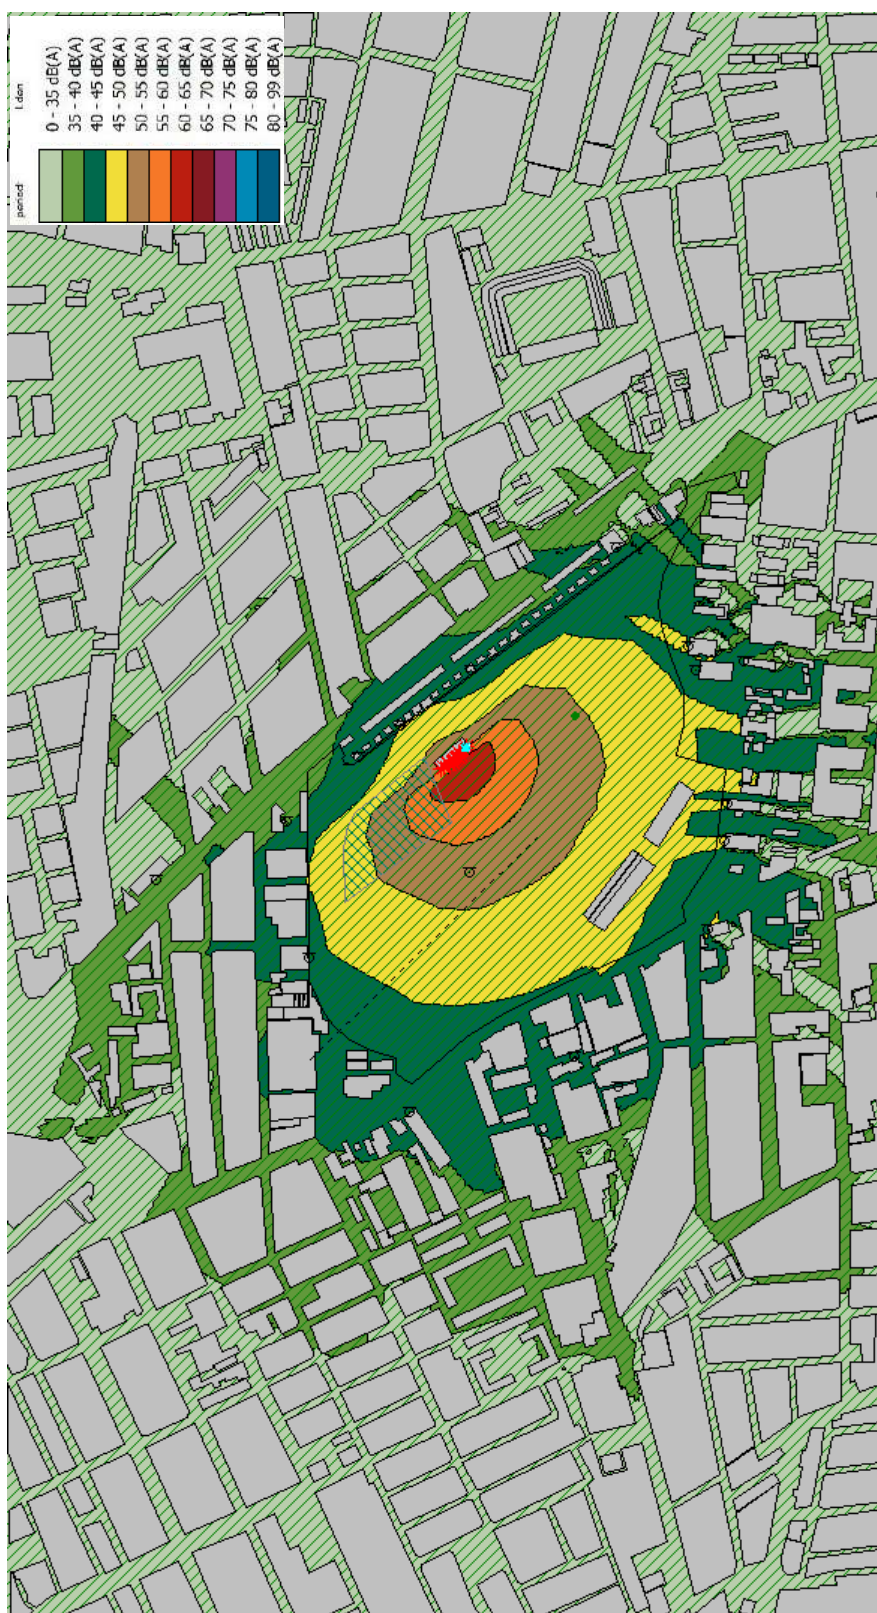 period: Lden
0 - 35 dB(A)
35 - 40 dB(A)
40 - 45 dB(A)
45 - 50 dB(A)
50 - 55 dB(A)
55 - 60 dB(A)
60 - 65 dB(A)
65 - 70 dB(A)
70 - 75 dB(A)
75 - 80 dB(A)
80 - 99 dB(A)